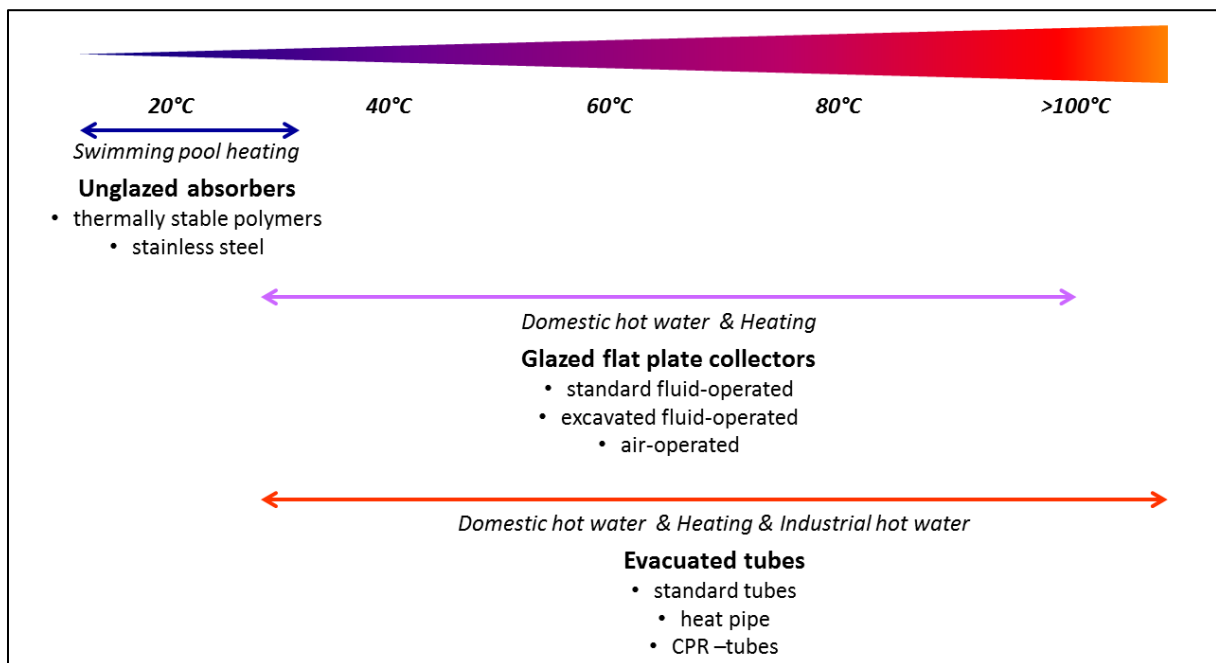 20°C 40°C 60°C 80°C >100°C
Swimming pool heating
Unglazed absorbers
• thermally stable polymers
• stainless steel
Domestic hot water & Heating
Glazed flat plate collectors
• standard fluid-operated
• excavated fluid-operated
• air-operated
Domestic hot water & Heating & Industrial hot water
Evacuated tubes
• standard tubes
• heat pipe
• CPR –tubes